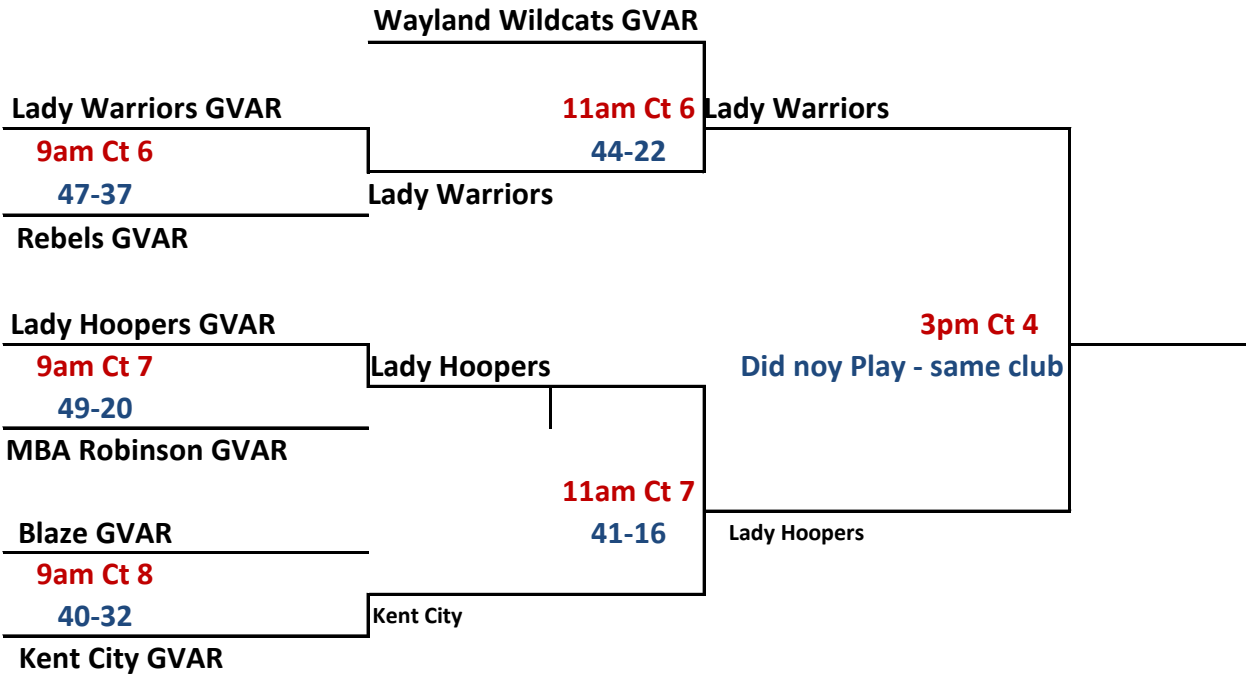 Wayland Wildcats GVAR
Lady Warriors GVAR
11am Ct 6
Lady Warriors
9am Ct 6
44-22
47-37
Lady Warriors
Rebels GVAR
Lady Hoopers GVAR
3pm Ct 4
9am Ct 7
Lady Hoopers
Did noy Play - same club
49-20
MBA Robinson GVAR
11am Ct 7
Blaze GVAR
41-16
Lady Hoopers
9am Ct 8
40-32
Kent City
Kent City GVAR